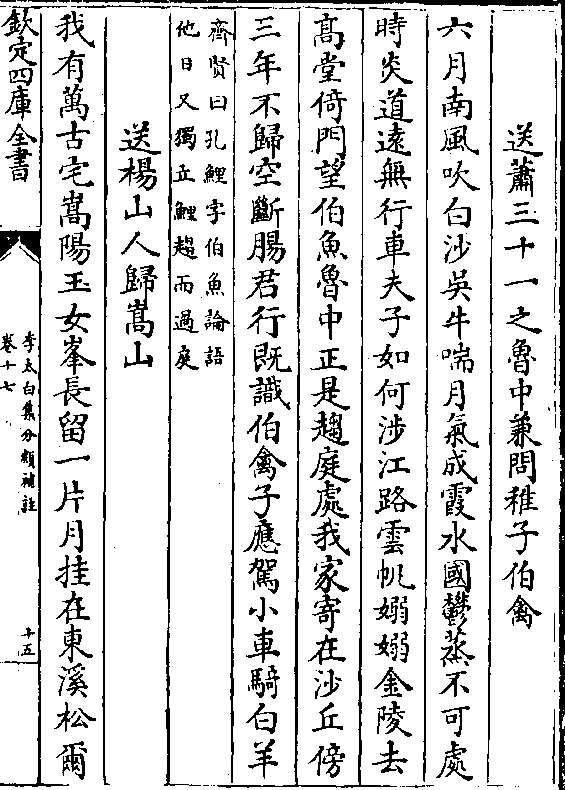 送蕭三十一之魯中兼問稚子伯禽
六月南風吹白沙吳牛喘月氣成霞水國鬱蒸不可處
時炎道遠無行車夫子如何涉江路雲帆嫋嫋金陵去
髙堂倚門望伯魚魯中正是趨庭處我家寄在沙丘傍
三年不歸空斷腸君行既識伯禽子應駕小車騎白羊
齊賢曰孔鯉字伯魚論語
他日又獨立鯉趨而過庭
送楊山人歸嵩山
我有萬古宅嵩陽玉女峯長留一片月挂在東溪松爾
欽定四庫全書
李太白集分類補註
卷十七
十五